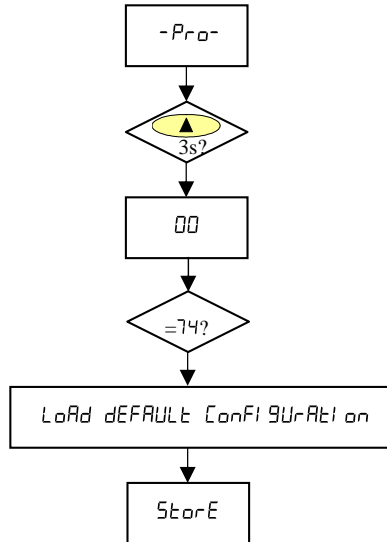 -Pro-
3s?
00
=74?
LoAd dEFAULt ConFIgUrAtIon
StorE